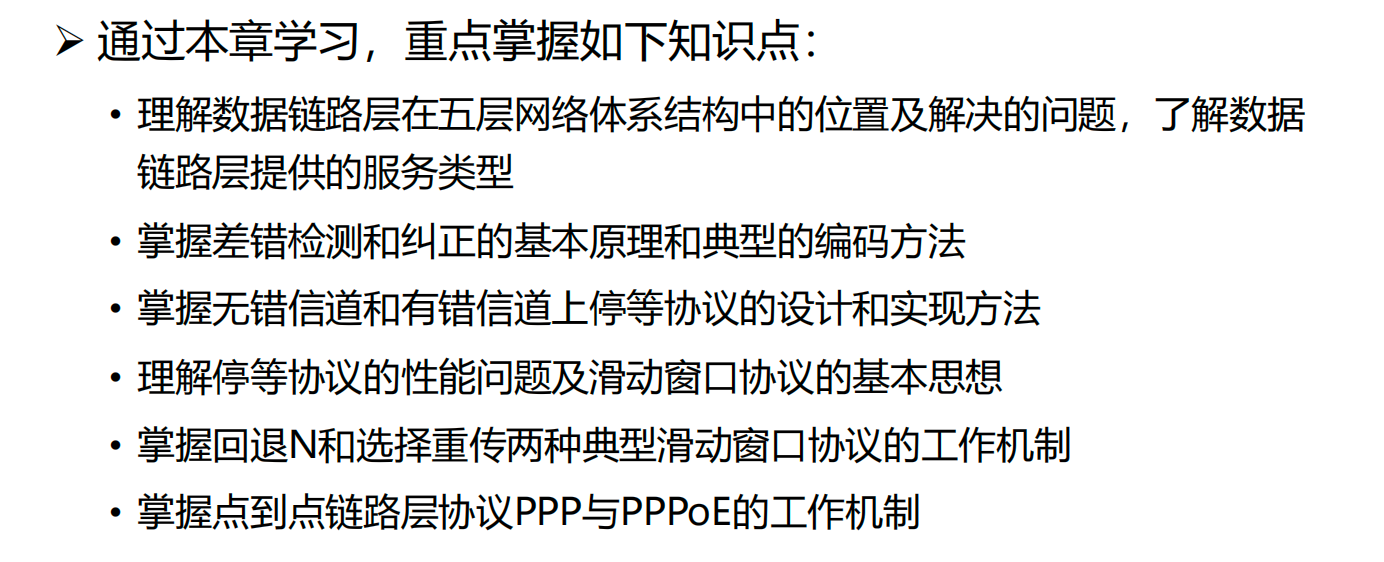 ➢ 通过本章学习，重点掌握如下知识点：
• 理解数据链路层在五层网络体系结构中的位置及解决的问题，了解数据
链路层提供的服务类型
• 掌握差错检测和纠正的基本原理和典型的编码方法
• 掌握无错信道和有错信道上停等协议的设计和实现方法
• 理解停等协议的性能问题及滑动窗口协议的基本思想
• 掌握回退N和选择重传两种典型滑动窗口协议的工作机制
• 掌握点到点链路层协议PPP与PPPoE的工作机制